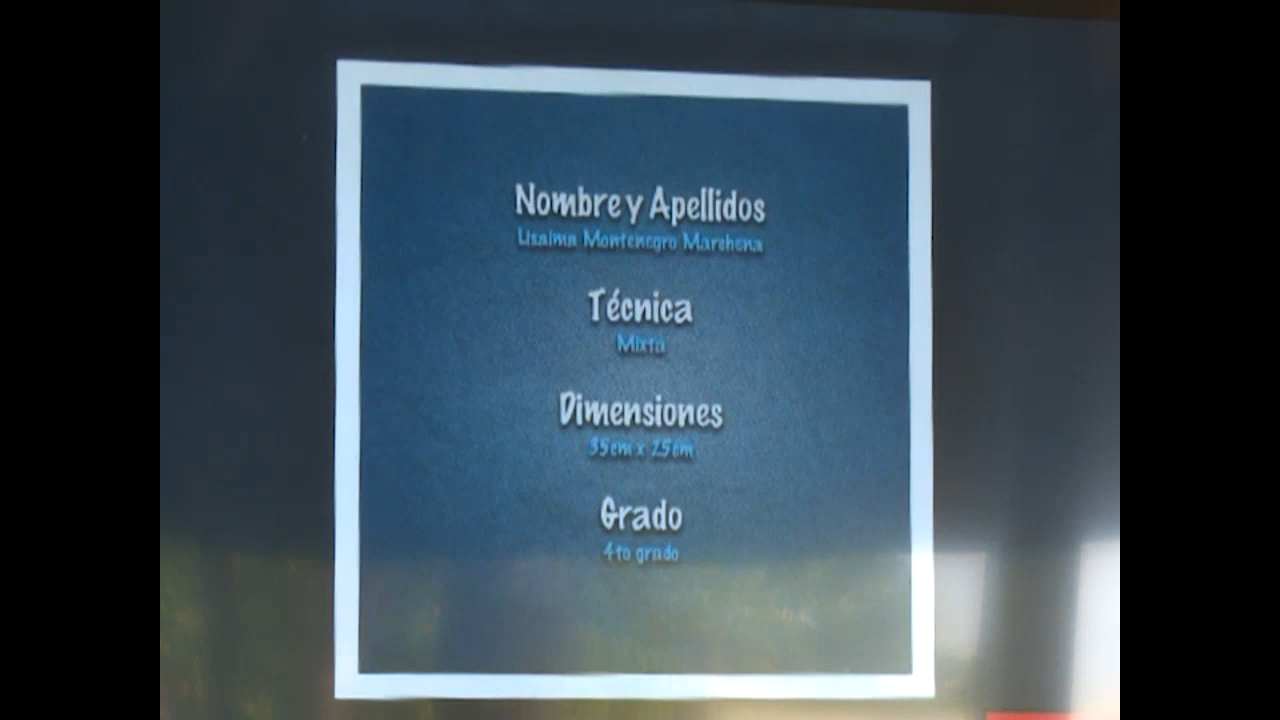 Nombre y Apellidos
Lisaima Montenegro Marchena
Técnica
Mixta
Dimensiones
35cm x 25cm
Grado
4to grado